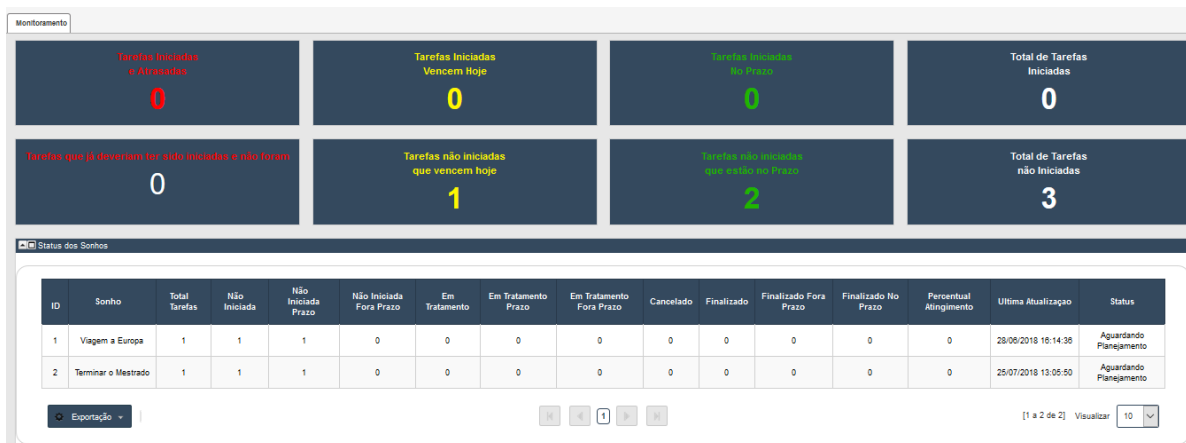 Monitoramento
Tarefas Iniciadas
e Atrasadas
0
Tarefas Iniciadas
Vencem Hoje
0
Tarefas Iniciadas
No Prazo
0
Total de Tarefas
Iniciadas
0
Tarefas que já deveriam ter sido iniciadas e não foram
0
Tarefas não iniciadas
que vencem hoje
1
Tarefas não iniciadas
que estão no Prazo
2
Total de Tarefas
não Iniciadas
3
Status dos Sonhos
ID Sonho Total Tarefas Não Iniciada Não Iniciada Prazo Não Iniciada Fora Prazo Em Tratamento Em Tratamento Prazo Em Tratamento Fora Prazo Cancelado Finalizado Finalizado Fora Prazo Finalizado No Prazo Percentual Atingimento Ultima Atualizaçao Status
1 Viagem a Europa 1 1 1 0 0 0 0 0 0 0 0 0 28/06/2018 16:14:36 Aguardando Planejamento
2 Terminar o Mestrado 1 1 1 0 0 0 0 0 0 0 0 0 25/07/2018 13:05:50 Aguardando Planejamento
Exportação 1 [1 a 2 de 2] Visualizar 10